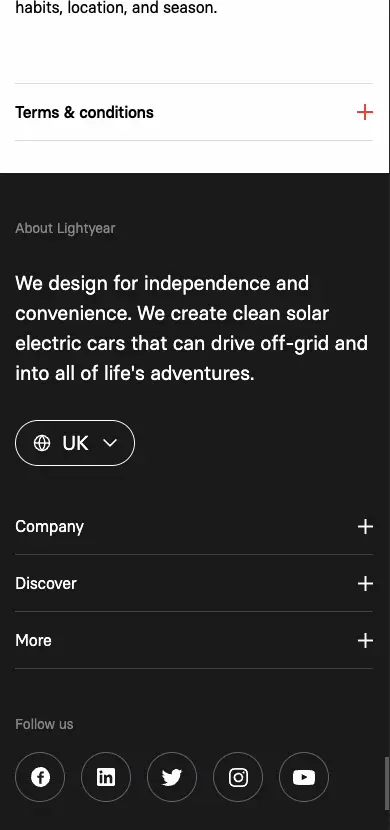 habits, location, and season.
Terms & conditions
About Lightyear
We design for independence and
convenience. We create clean solar
electric cars that can drive off-grid and
into all of life's adventures.
UK
Company
Discover
More
Follow us